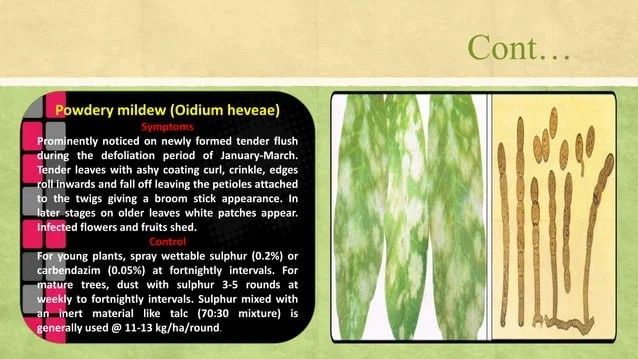 Cont…
Powdery mildew (Oidium heveae)
Symptoms
Prominently noticed on newly formed tender flush
during the defoliation period of January-March.
Tender leaves with ashy coating curl, crinkle, edges
roll inwards and fall off leaving the petioles attached
to the twigs giving a broom stick appearance. In
later stages on older leaves white patches appear.
Infected flowers and fruits shed.
Control
For young plants, spray wettable sulphur (0.2%) or
carbendazim (0.05%) at fortnightly intervals. For
mature trees, dust with sulphur 3-5 rounds at
weekly to fortnightly intervals. Sulphur mixed with
an inert material like talc (70:30 mixture) is
generally used @ 11-13 kg/ha/round.